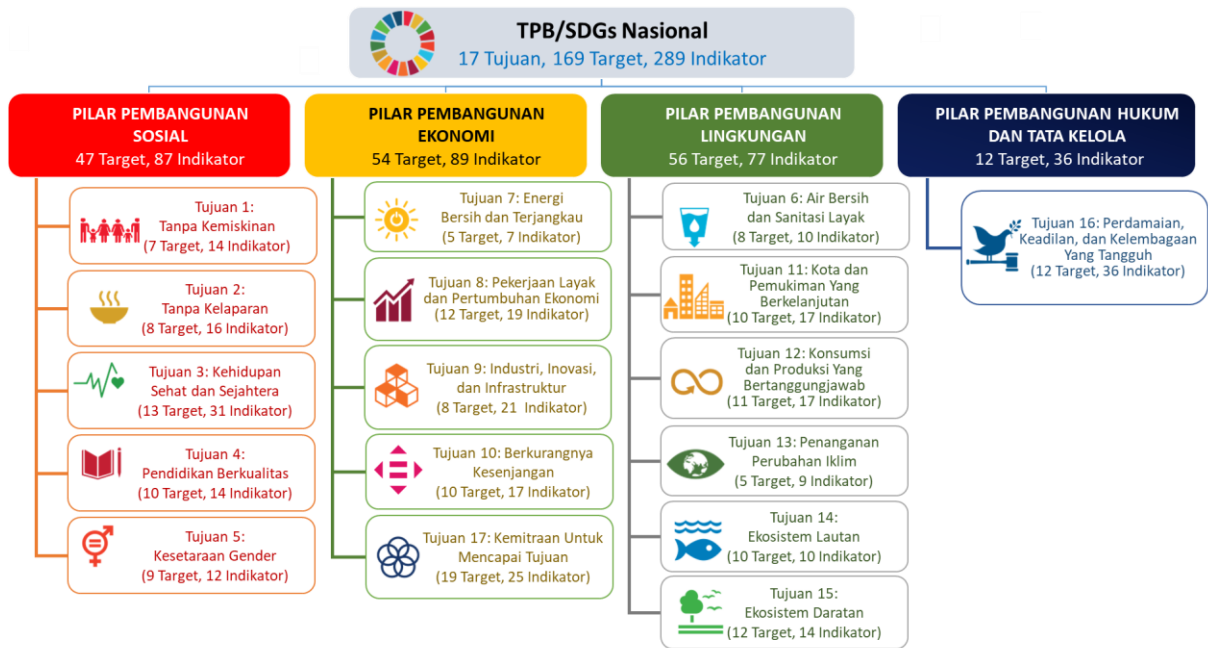 TPB/SDGs Nasional
17 Tujuan, 169 Target, 289 Indikator
PILAR PEMBANGUNAN
SOSIAL
47 Target, 87 Indikator
Tujuan 1:
Tanpa Kemiskinan
(7 Target, 14 Indikator)
Tujuan 2:
Tanpa Kelaparan
(8 Target, 16 Indikator)
Tujuan 3: Kehidupan
Sehat dan Sejahtera
(13 Target, 31 Indikator)
Tujuan 4:
Pendidikan Berkualitas
(10 Target, 14 Indikator)
Tujuan 5:
Kesetaraan Gender
(9 Target, 12 Indikator)
PILAR PEMBANGUNAN
EKONOMI
54 Target, 89 Indikator
Tujuan 7: Energi
Bersih dan Terjangkau
(5 Target, 7 Indikator)
Tujuan 8: Pekerjaan Layak
dan Pertumbuhan Ekonomi
(12 Target, 19 Indikator)
Tujuan 9: Industri, Inovasi,
dan Infrastruktur
(8 Target, 21 Indikator)
Tujuan 10: Berkurangnya
Kesenjangan
(10 Target, 17 Indikator)
Tujuan 17: Kemitraan Untuk
Mencapai Tujuan
(19 Target, 25 Indikator)
PILAR PEMBANGUNAN
LINGKUNGAN
56 Target, 77 Indikator
Tujuan 6: Air Bersih
dan Sanitasi Layak
(8 Target, 10 Indikator)
Tujuan 11: Kota dan
Pemukiman Yang
Berkelanjutan
(10 Target, 17 Indikator)
Tujuan 12: Konsumsi
dan Produksi Yang
Bertanggungjawab
(11 Target, 17 Indikator)
Tujuan 13: Penanganan
Perubahan Iklim
(5 Target, 9 Indikator)
Tujuan 14:
Ekosistem Lautan
(10 Target, 10 Indikator)
Tujuan 15:
Ekosistem Daratan
(12 Target, 14 Indikator)
PILAR PEMBANGUNAN HUKUM
DAN TATA KELOLA
12 Target, 36 Indikator
Tujuan 16: Perdamaian,
Keadilan, dan Kelembagaan
Yang Tangguh
(12 Target, 36 Indikator)